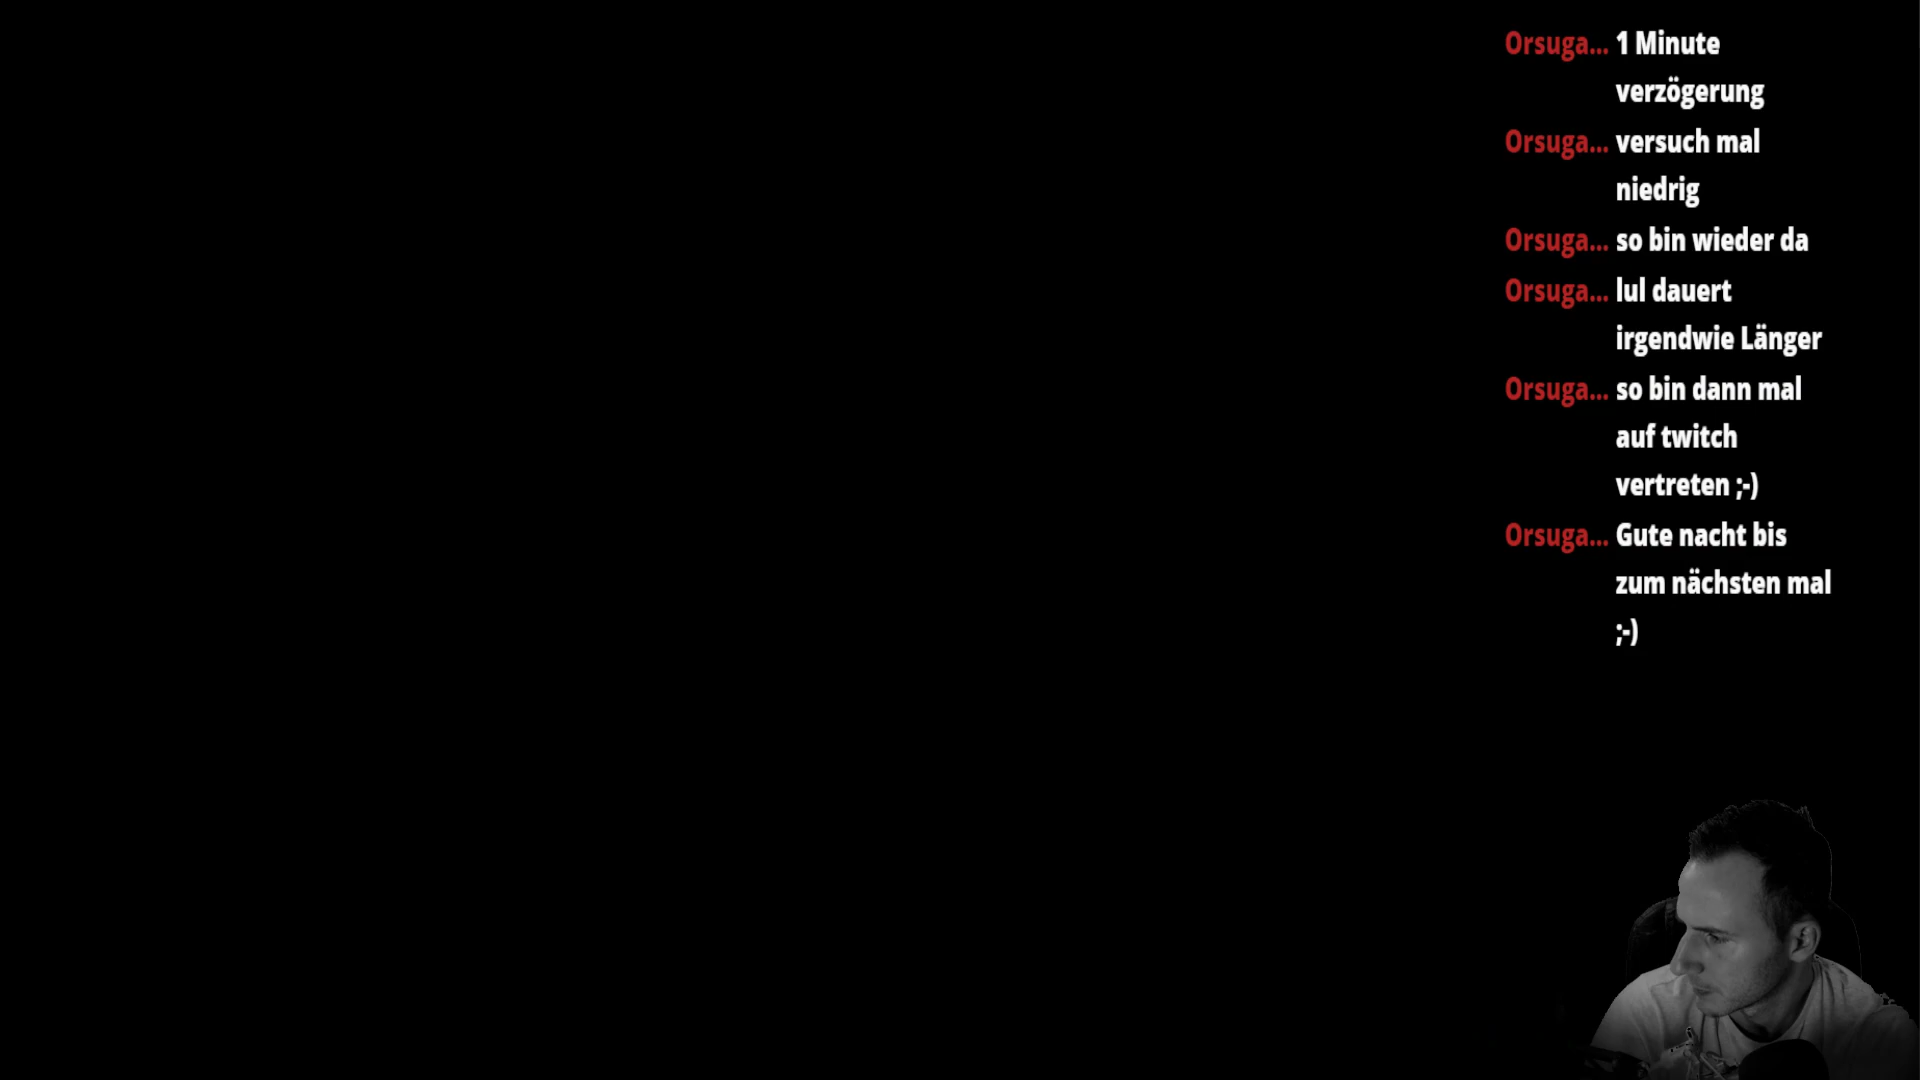 Orsuga... 1 Minute
verzögerung
Orsuga... versuch mal
niedrig
Orsuga... so bin wieder da
Orsuga... lul dauert
irgendwie Länger
Orsuga... so bin dann mal
auf twitch
vertreten ;-)
Orsuga... Gute nacht bis
zum nächsten mal
;-)